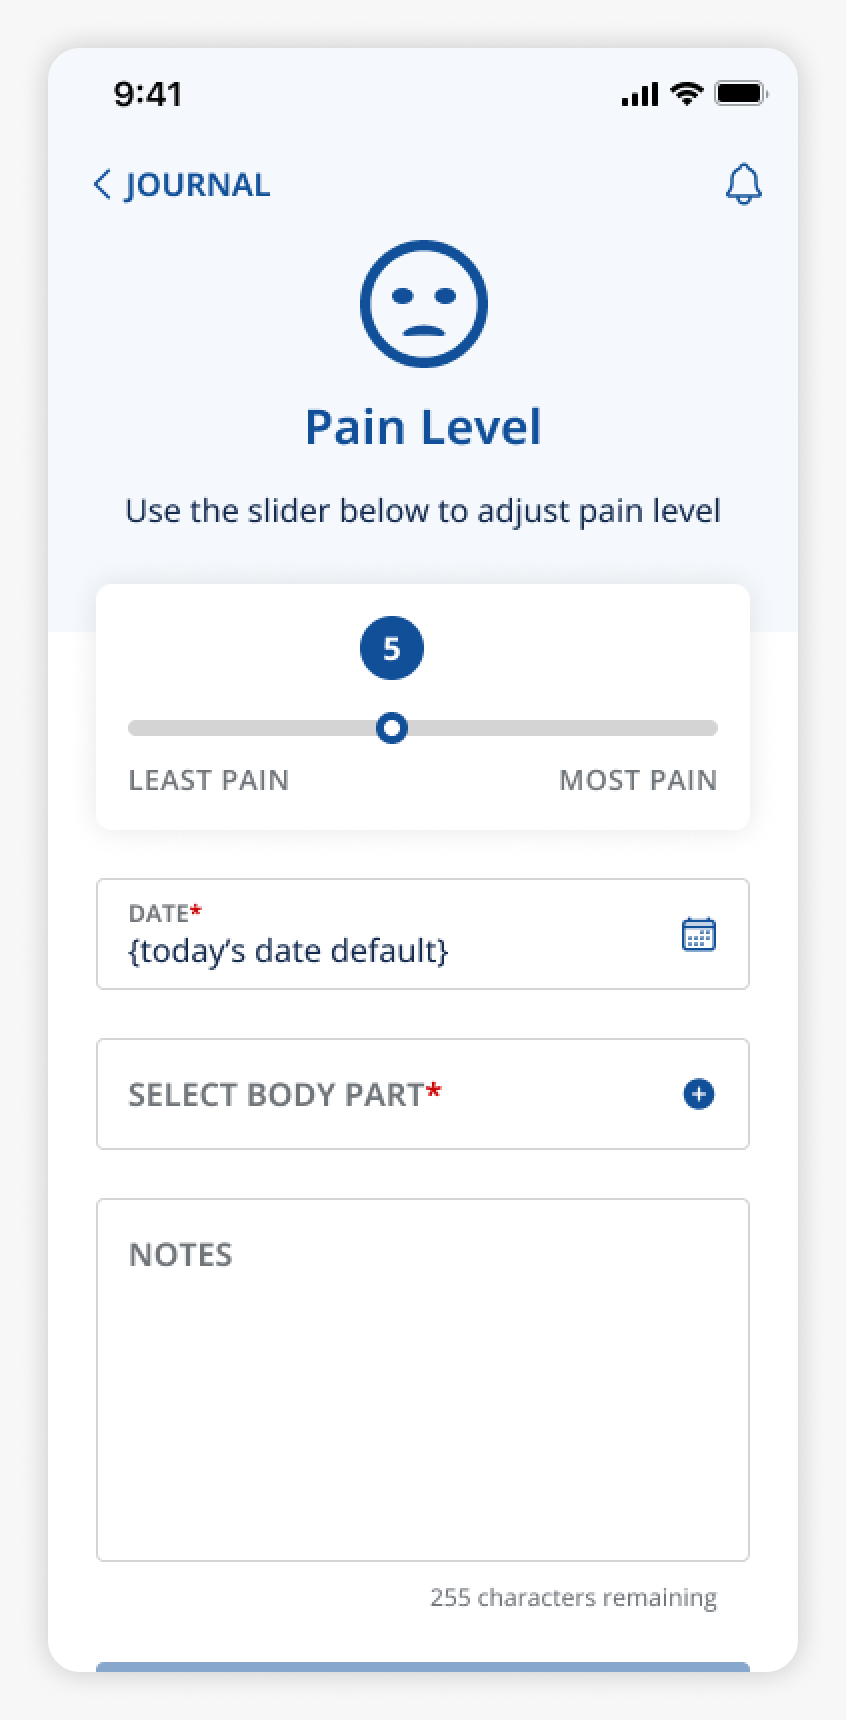 9:41
JOURNAL
Pain Level
Use the slider below to adjust pain level
5
LEAST PAIN
MOST PAIN
DATE*
{today’s date default}
SELECT BODY PART*
NOTES
255 characters remaining